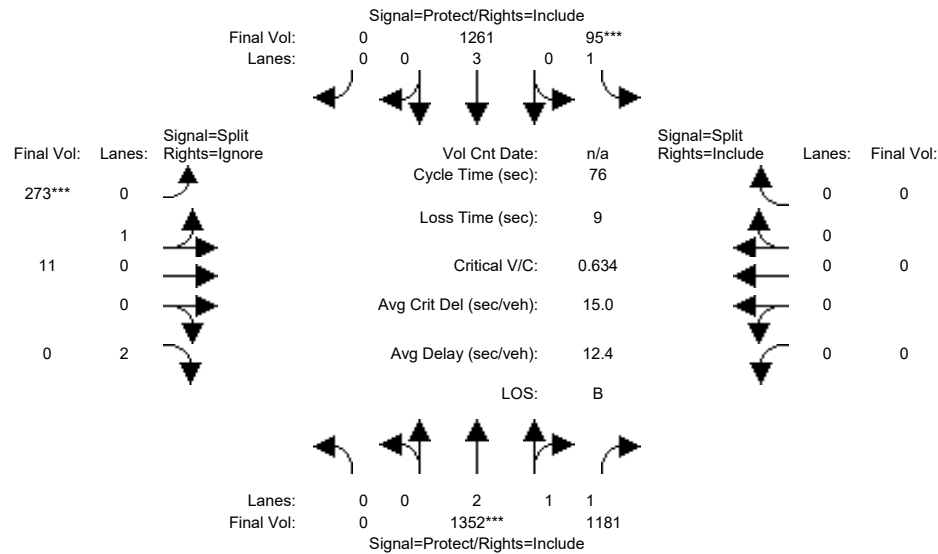 Signal=Protect/Rights=Include
Final Vol: 0 1261 95***
Lanes: 0 0 3 0 1
Signal=Split
Final Vol: Lanes: Rights=Ignore
Vol Cnt Date: n/a
Signal=Split
Rights=Include Lanes: Final Vol:
Cycle Time (sec): 76
273*** 0
0 0
Loss Time (sec): 9
1
0
11 0
Critical V/C: 0.634
0 0
0
Avg Crit Del (sec/veh): 15.0
0
0 2
Avg Delay (sec/veh): 12.4
0 0
LOS: B
Lanes: 0 0 2 1 1
Final Vol: 0 1352*** 1181
Signal=Protect/Rights=Include